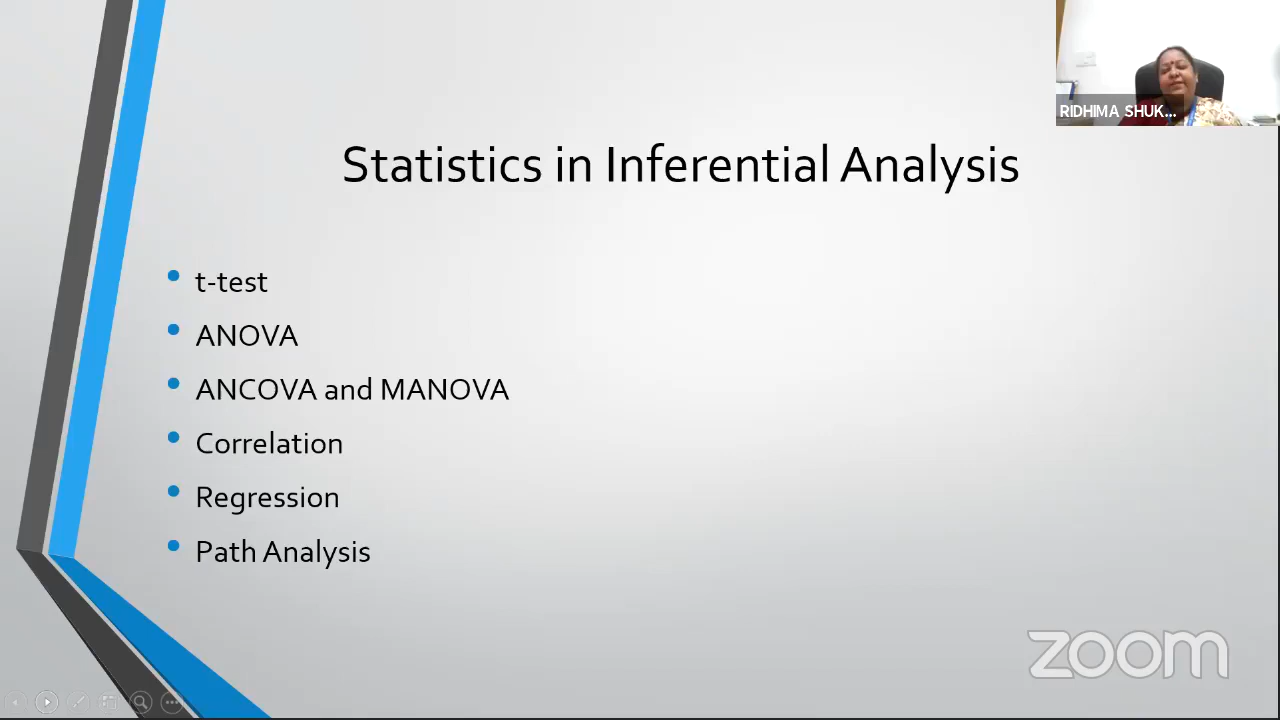 RIDHIMA SHUK...
Statistics in Inferential Analysis
t-test
ANOVA
ANCOVA and MANOVA
Correlation
Regression
Path Analysis
zoom